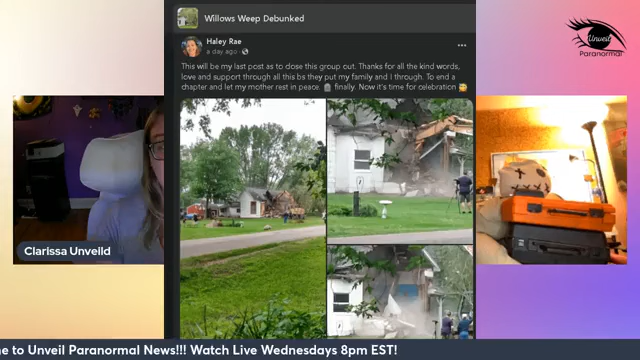 Willows Weep Debunked
Haley Rae
a day ago
This will be my last post as to close this group out. Thanks for all the kind words,
love and support through all this bs they put my family and I through. To end a
chapter and let my mother rest in peace. 🪦 finally. Now it's time for celebration 🥰
Unveil
Paranormal
Clarissa Unveild
e to Unveil Paranormal News!!! Watch Live Wednesdays 8pm EST!